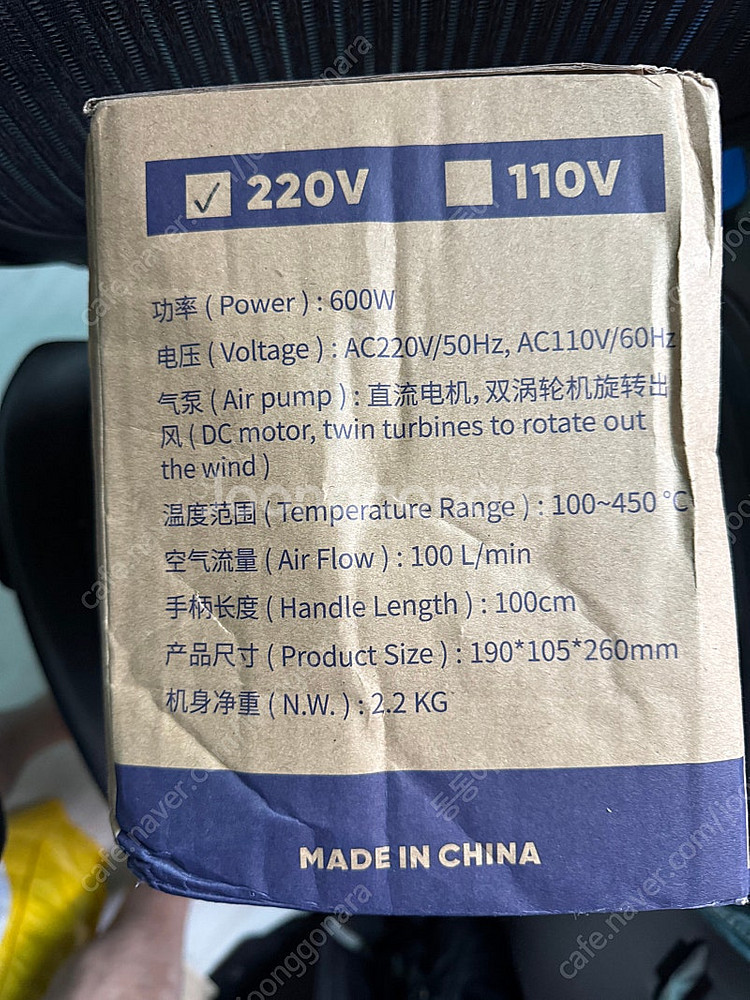 220V 110V
功率 ( Power ) : 600W
电压 ( Voltage ) : AC220V/50Hz, AC110V/60Hz
气泵 ( Air pump ) : 直流电机, 双涡轮机旋转出
风 ( DC motor, twin turbines to rotate out
the wind )
温度范围 ( Temperature Range ) : 100~450 °C
空气流量 ( Air Flow ) : 100 L/min
手柄长度 ( Handle Length ) : 100cm
产品尺寸 ( Product Size ) : 190*105*260mm
机身净重 ( N.W. ) : 2.2 KG
MADE IN CHINA